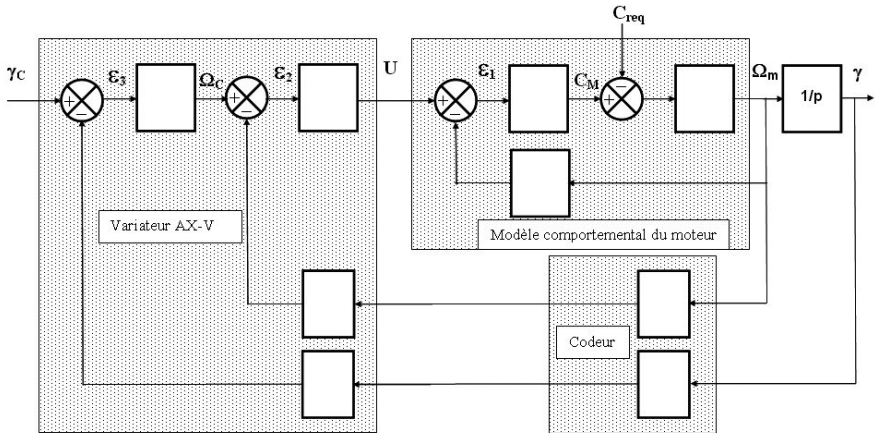 C_req
γ_C
ε_3
Ω_C
ε_2
U
ε_1
C_M
Ω_m
γ
+
−
+
−
+
−
+
−
1/p
Variateur AX-V
Modèle comportemental du moteur
Codeur